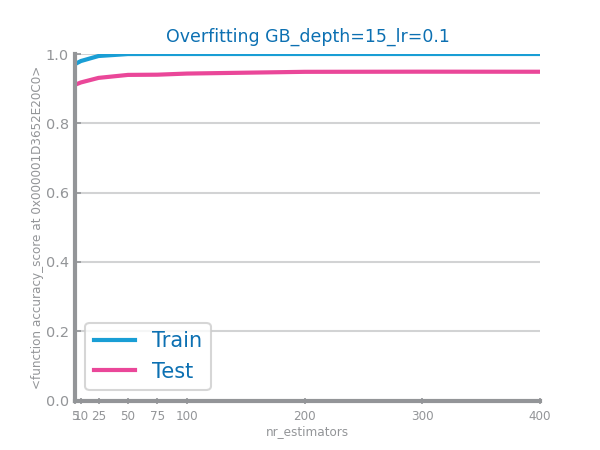 Overfitting GB_depth=15_lr=0.1
<function accuracy_score at 0x000001D3652E20C0>
1.0
0.8
0.6
0.4
0.2
0.0
Train
Test
5 10 25 50 75 100 200 300 400
nr_estimators